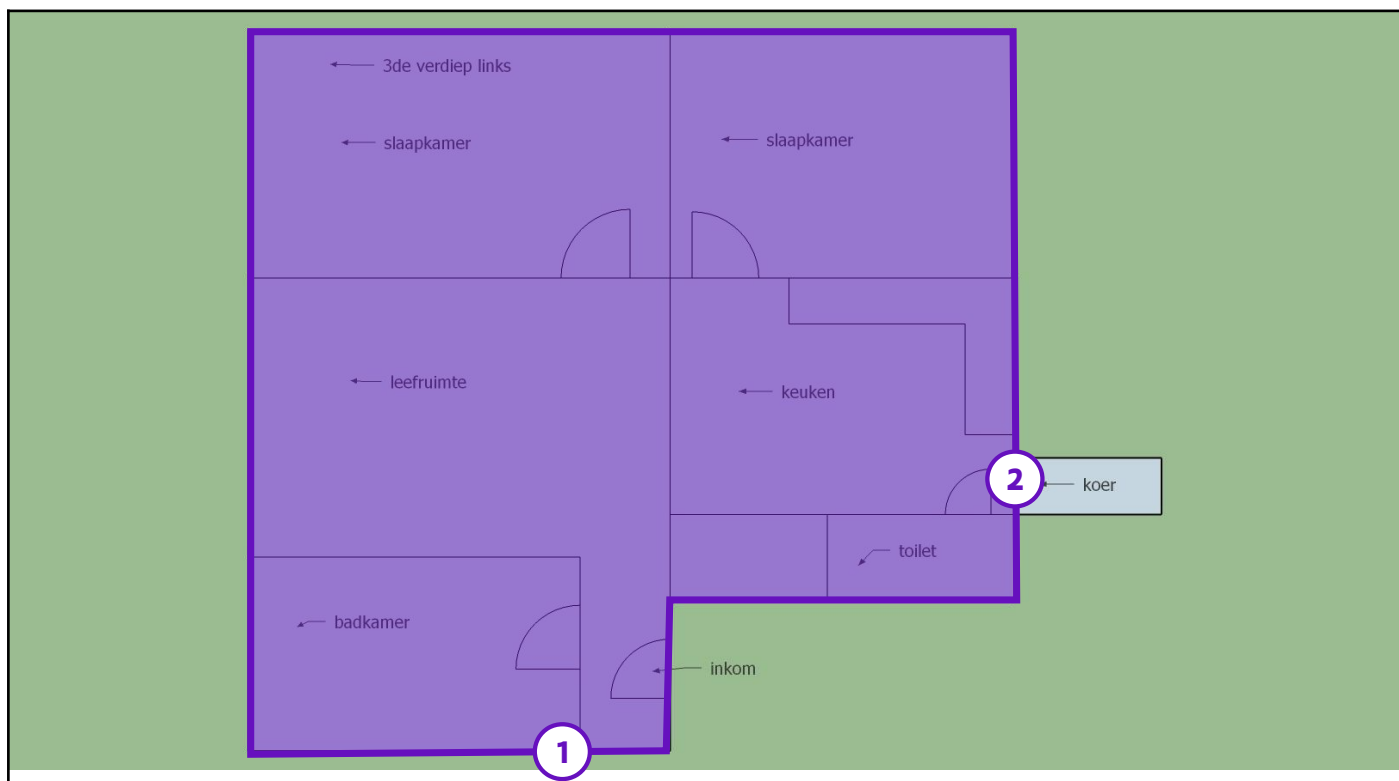 3de verdiep links
slaapkamer
slaapkamer
leefruimte
keuken
2
koer
toilet
badkamer
inkom
1